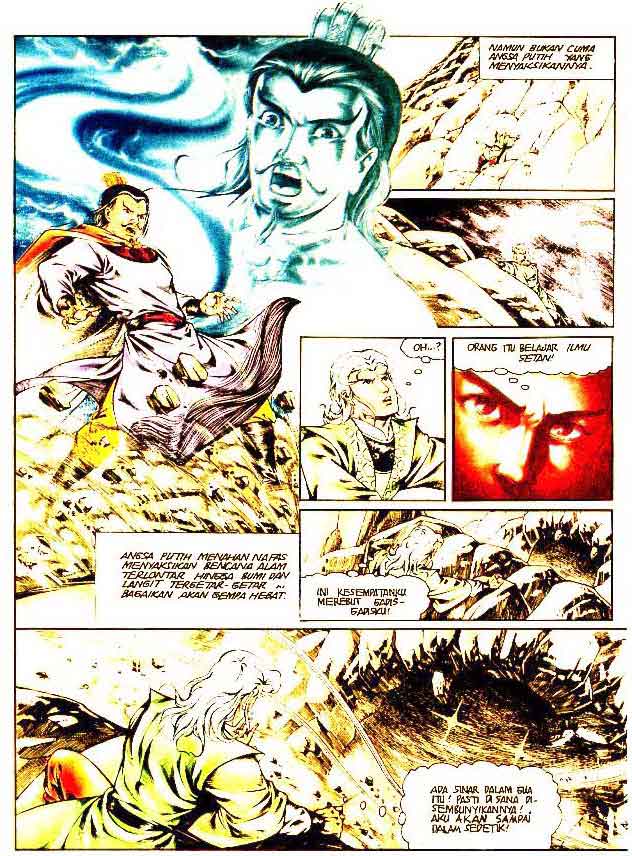 NAMUN BUKAN CUMA
ANGSA PUTIH YANG
MENYAKSIKANNYA.
OH...?
ORANG ITU BELAJAR ILMU
SETAN!
ANGSA PUTIH MENAHAN NAFAS
MENYAKSIKAN BENCANA ALAM
TERLONTAR HINGGA BUMI DAN
LANGIT TERGETAR-GETAR ...
BAGAIKAN AKAN GEMPA HEBAT.
INI KESEMPATANKU
MEREBUT GADIS-
GADISKU!
ADA SINAR DALAM GUA
ITU! PASTI DI SANA DI-
SEMBUNYIKANNYA!
AKU AKAN SAMPAI
DALAM SEDETIK!